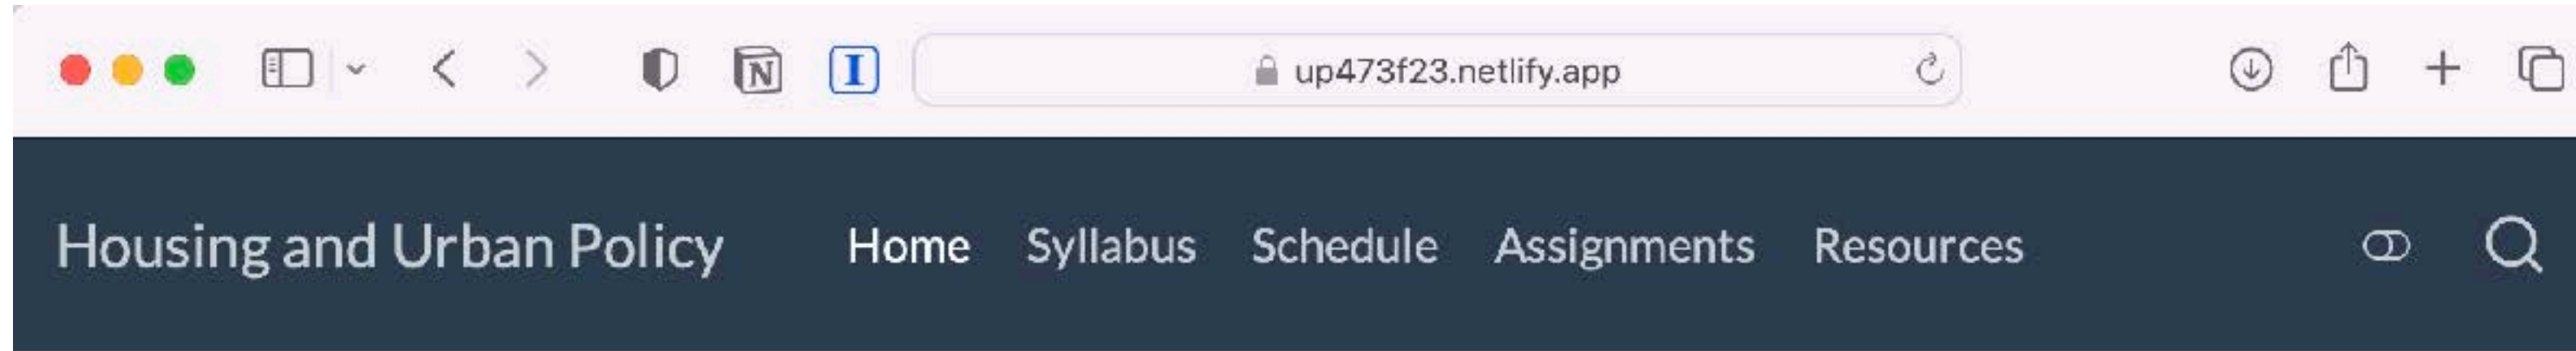 N I up473f23.netlify.app
Housing and Urban Policy Home Syllabus Schedule Assignments Resources